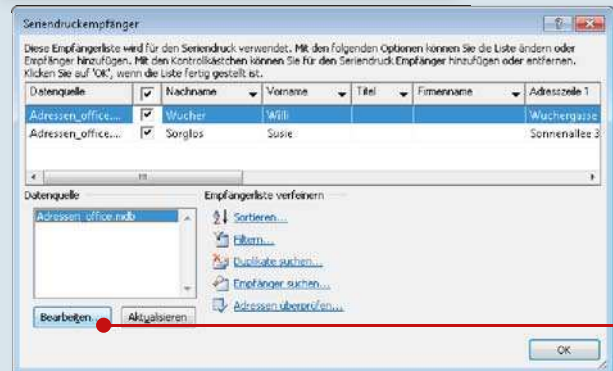 Seriendruckempfänger
Diese Empfängerliste wird für den Seriendruck verwendet. Mit den folgenden Optionen können Sie die Liste ändern oder
Empfänger hinzufügen. Mit den Kontrollkästchen können Sie für den Seriendruck Empfänger hinzufügen oder entfernen.
Klicken Sie auf 'OK', wenn die Liste fertig gestellt ist.
Datenquelle Nachname Vorname Titel Firmenname Adresszeile 1
Adressen_office.... Wucher Willi Wuchergasse
Adressen_office.... Sorglos Susie Sonnenallee 3
Datenquelle Empfängerliste verfeinern
Adressen_office.mdb
Sortieren...
Filtern...
Duplikate suchen...
Empfänger suchen...
Adressen überprüfen...
Bearbeiten... Aktualisieren
OK